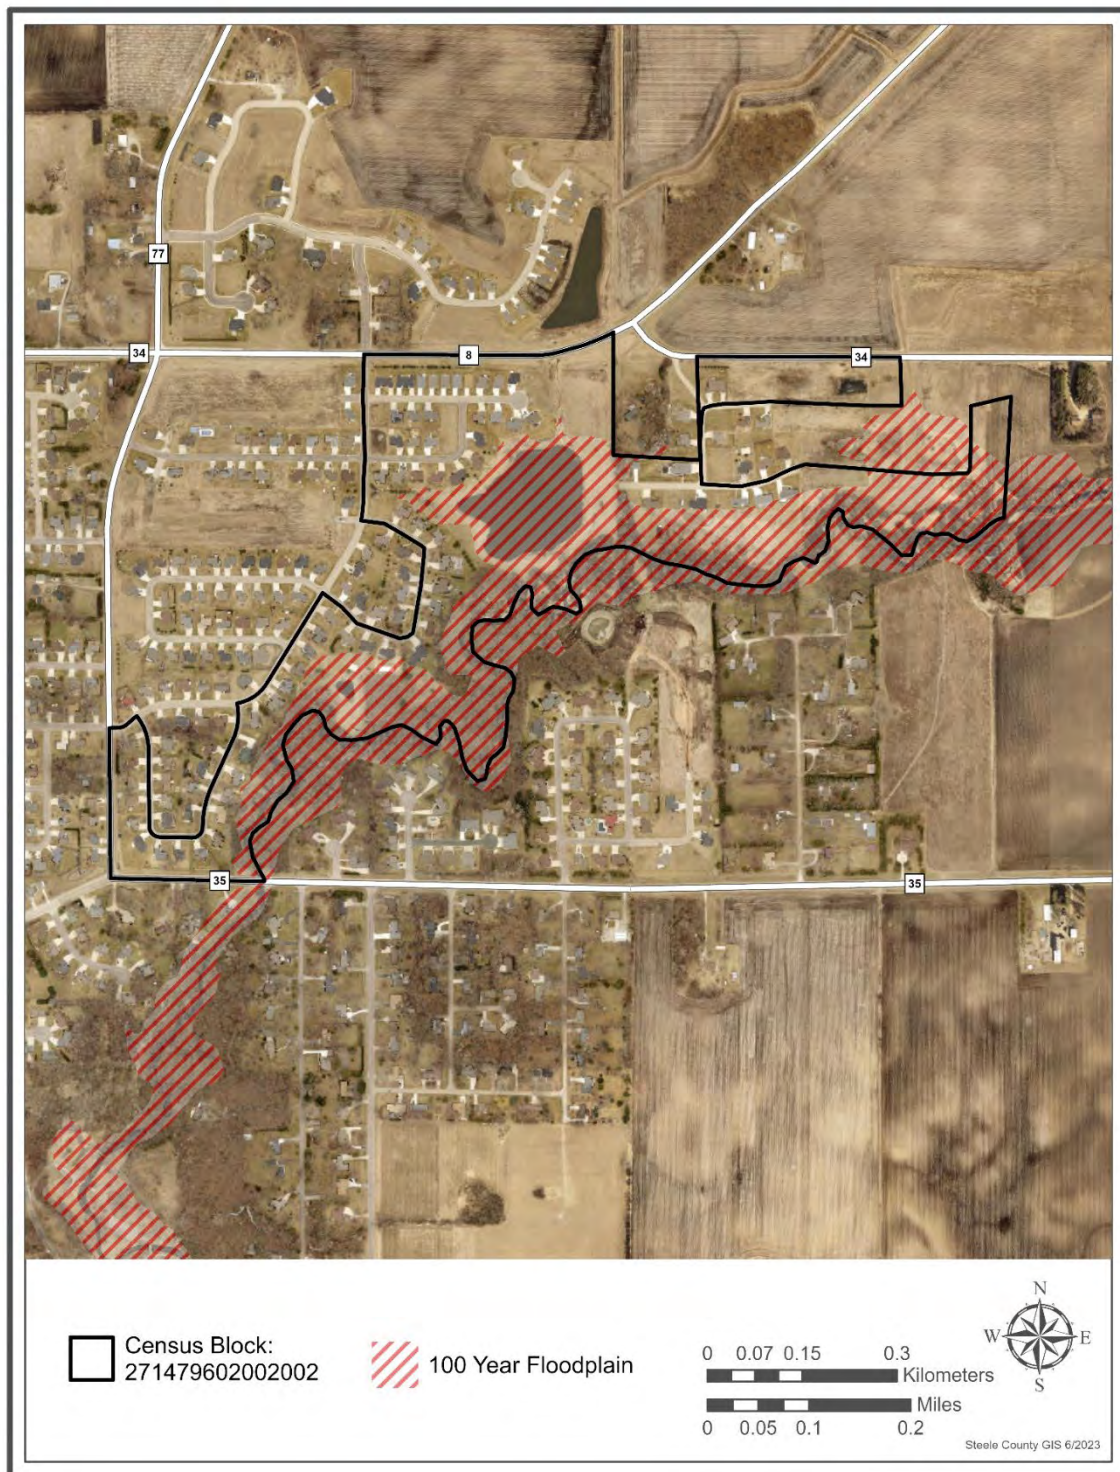 77
34
8
34
35
35
Census Block:
271479602002002
100 Year Floodplain
0 0.07 0.15 0.3
Kilometers
Miles
0 0.05 0.1 0.2
N
W E
S
Steele County GIS 6/2023